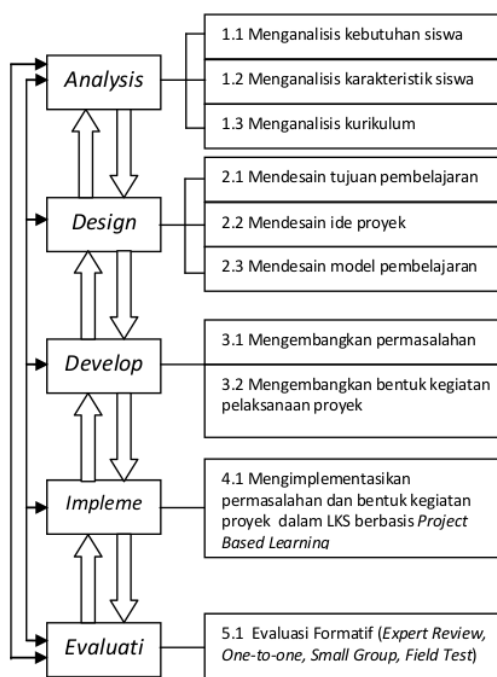 Analysis
1.1 Menganalisis kebutuhan siswa
1.2 Menganalisis karakteristik siswa
1.3 Menganalisis kurikulum
Design
2.1 Mendesain tujuan pembelajaran
2.2 Mendesain ide proyek
2.3 Mendesain model pembelajaran
Develop
3.1 Mengembangkan permasalahan
3.2 Mengembangkan bentuk kegiatan
pelaksanaan proyek
Impleme
4.1 Mengimplementasikan
permasalahan dan bentuk kegiatan
proyek dalam LKS berbasis Project
Based Learning
Evaluati
5.1 Evaluasi Formatif (Expert Review,
One-to-one, Small Group, Field Test)